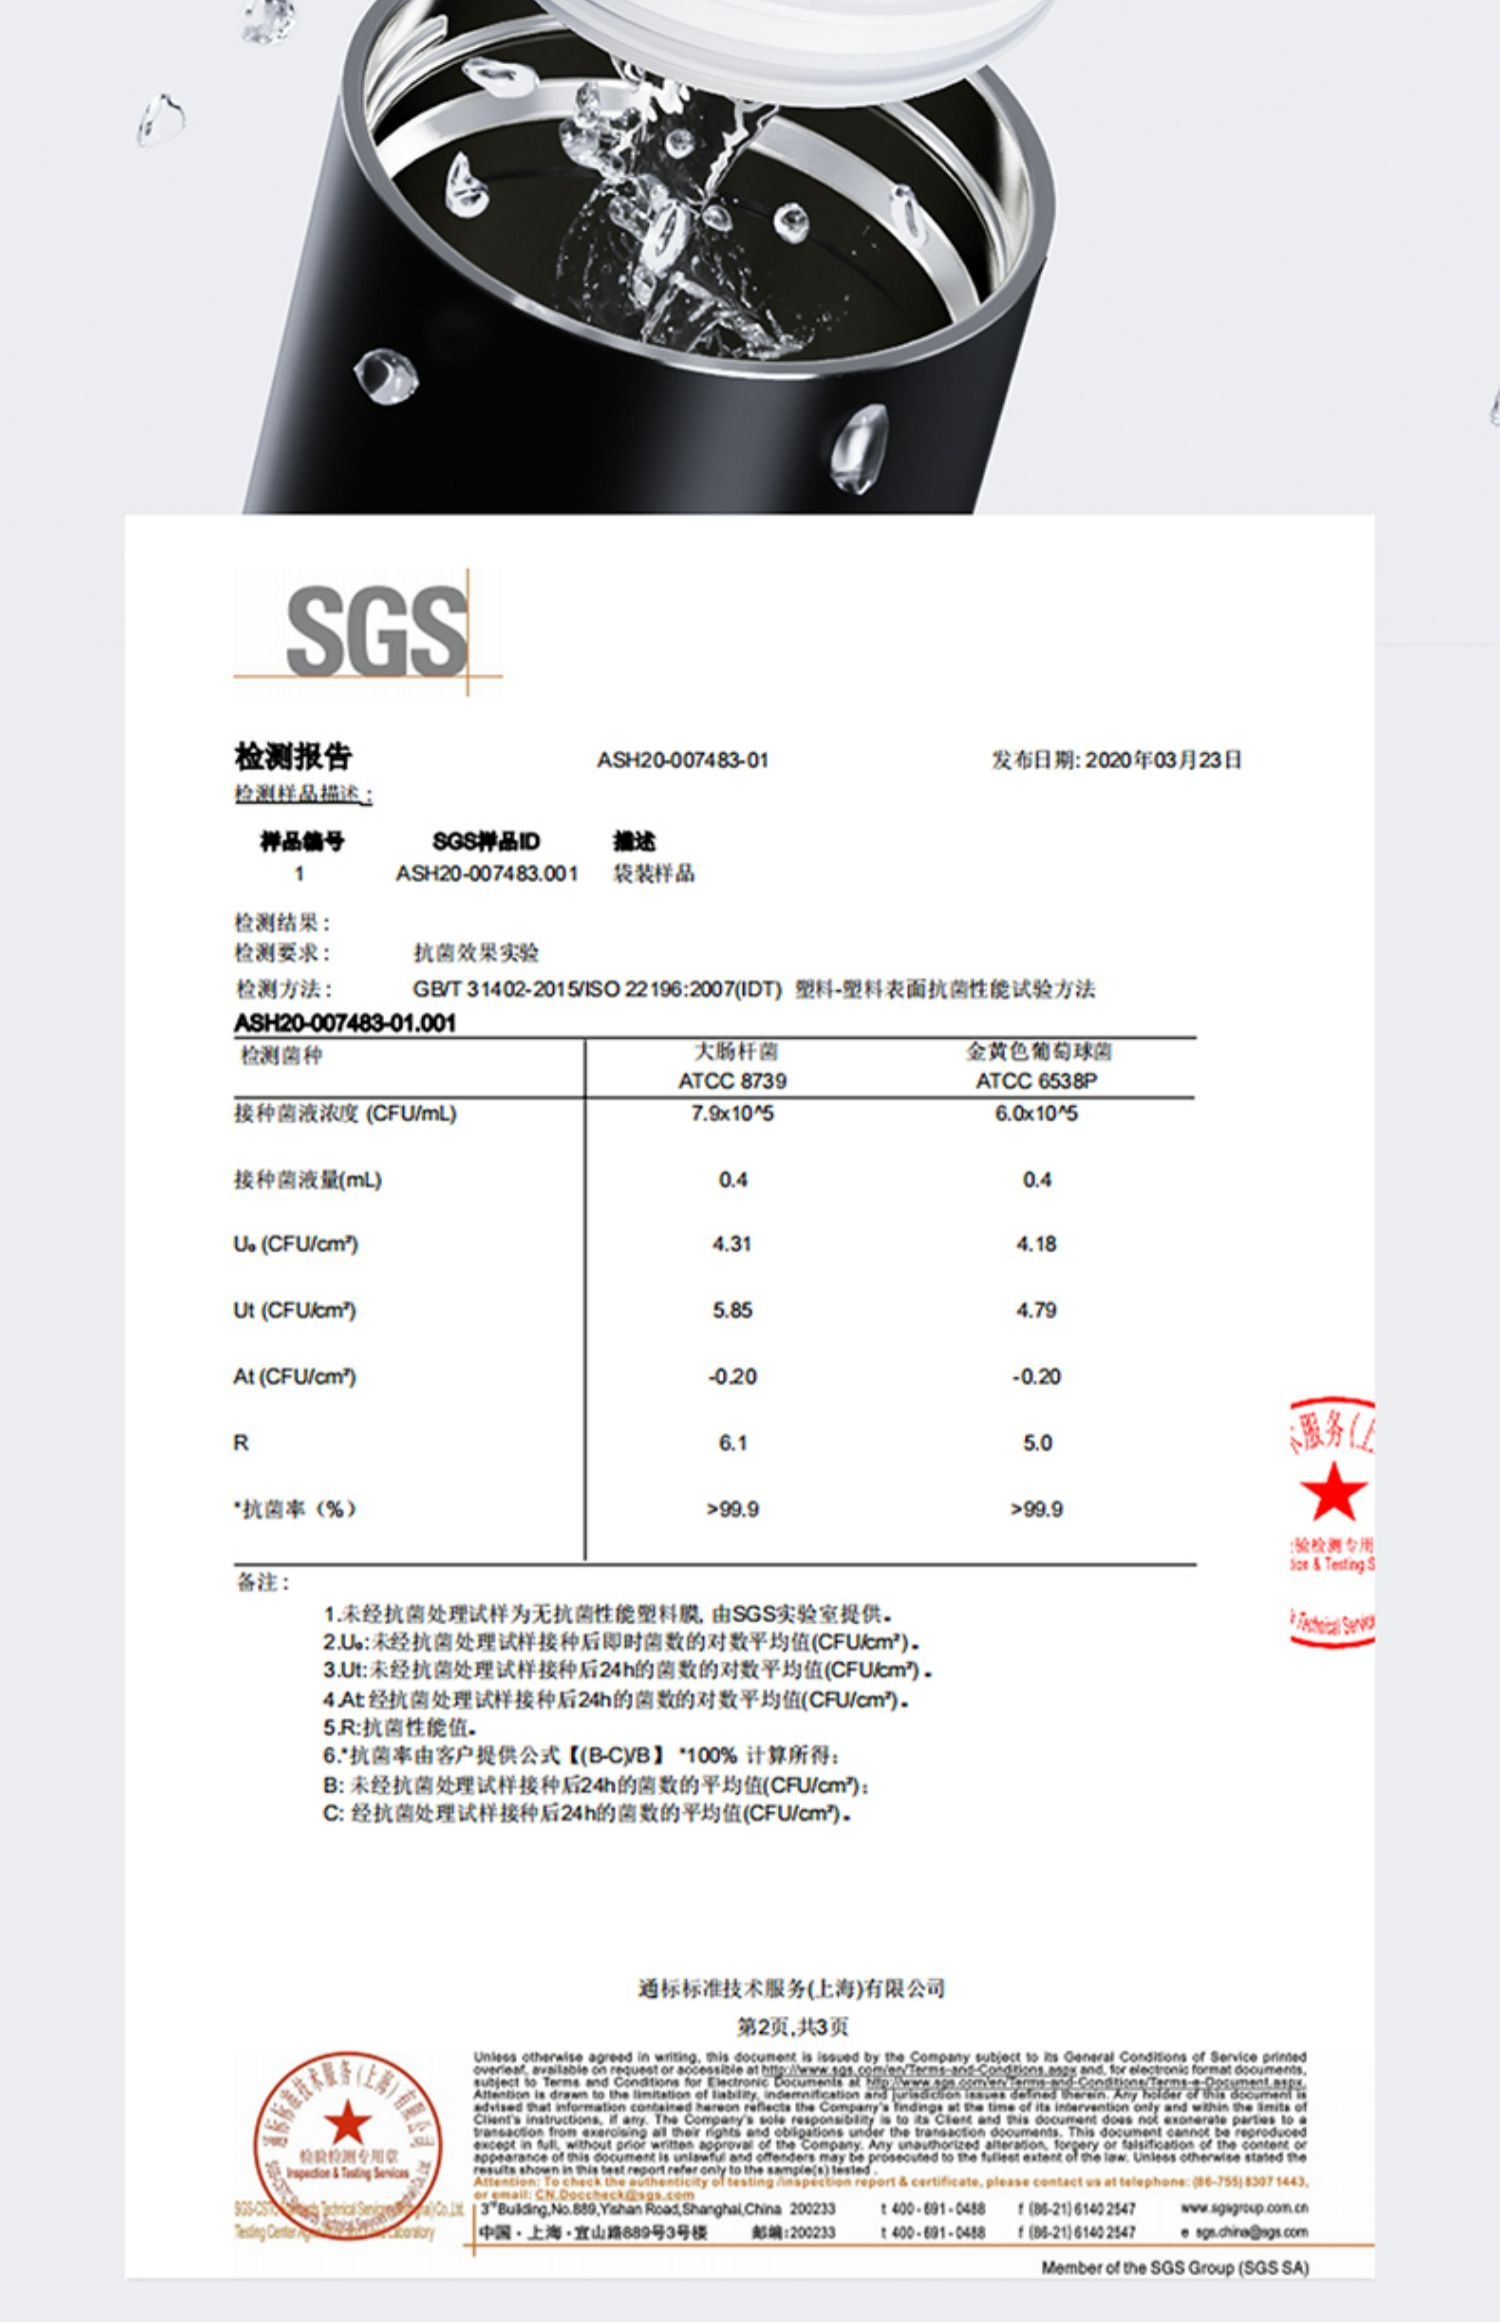 SGS
检测报告 ASH20-007483-01 发布日期: 2020年03月23日
检测样品描述：
样品编号 SGS样品ID 描述
1 ASH20-007483.001 袋装样品
检测结果：
检测要求： 抗菌效果实验
检测方法： GB/T 31402-2015/ISO 22196:2007(IDT) 塑料-塑料表面抗菌性能试验方法
ASH20-007483-01.001
检测菌种 大肠杆菌 金黄色葡萄球菌
ATCC 8739 ATCC 6538P
接种菌液浓度 (CFU/mL) 7.9x10^5 6.0x10^5
接种菌液量(mL) 0.4 0.4
U₀ (CFU/cm²) 4.31 4.18
Ut (CFU/cm²) 5.85 4.79
At (CFU/cm²) -0.20 -0.20
R 6.1 5.0
*抗菌率（%） >99.9 >99.9
备注：
1.未经抗菌处理试样为无抗菌性能塑料膜, 由SGS实验室提供。
2.U₀:未经抗菌处理试样接种后即时菌数的对数平均值(CFU/cm²)。
3.Ut:未经抗菌处理试样接种后24h的菌数的对数平均值(CFU/cm²)。
4.At:经抗菌处理试样接种后24h的菌数的对数平均值(CFU/cm²)。
5.R:抗菌性能值。
6.*抗菌率由客户提供公式【(B-C)/B】 *100% 计算所得；
B: 未经抗菌处理试样接种后24h的菌数的平均值(CFU/cm²)；
C: 经抗菌处理试样接种后24h的菌数的平均值(CFU/cm²)。
服务(上
验检测专用
& Testing S
Technical Service
通标标准技术服务(上海)有限公司
第2页,共3页
通标标准技术服务(上海)有限公司
检验检测专用章
Inspection & Testing Services
Unless otherwise agreed in writing, this document is issued by the Company subject to its General Conditions of Service printed
overleaf, available on request or accessible at http://www.sgs.com/en/Terms-and-Conditions.aspx and, for electronic format documents,
subject to Terms and Conditions for Electronic Documents at http://www.sgs.com/en/Terms-and-Conditions/Terms-e-Document.aspx.
Attention is drawn to the limitation of liability, indemnification and jurisdiction issues defined therein. Any holder of this document is
advised that information contained hereon reflects the Company's findings at the time of its intervention only and within the limits of
Client's instructions, if any. The Company's sole responsibility is to its Client and this document does not exonerate parties to a
transaction from exercising all their rights and obligations under the transaction documents. This document cannot be reproduced
except in full, without prior written approval of the Company. Any unauthorized alteration, forgery or falsification of the content or
appearance of this document is unlawful and offenders may be prosecuted to the fullest extent of the law. Unless otherwise stated the
results shown in this test report refer only to the sample(s) tested .
Attention: To check the authenticity of testing /inspection report & certificate, please contact us at telephone: (86-755) 8307 1443,
or email: CN.Doccheck@sgs.com
3rd Building,No.889,Yishan Road,Shanghai,China 200233 t 400-691-0488 f (86-21) 6140 2547 www.sgsgroup.com.cn
中国·上海·宜山路889号3号楼 邮编:200233 t 400-691-0488 f (86-21) 6140 2547 e sgs.china@sgs.com
Member of the SGS Group (SGS SA)